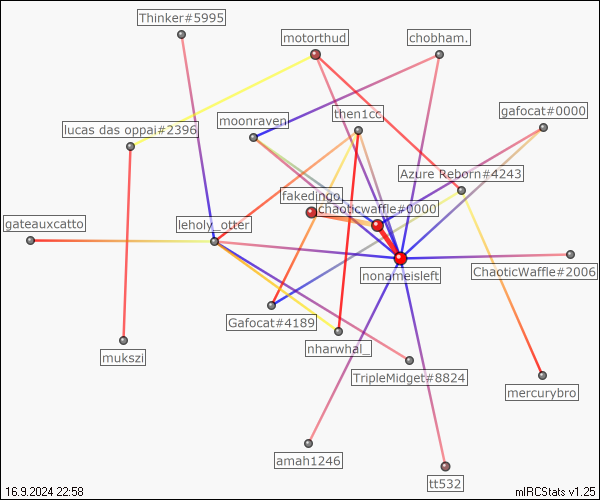 Thinker#5995
motorthud
chobham.
moonraven
then1cc
gafocat#0000
lucas das oppai#2396
Azure Reborn#4243
fakedingo
chaoticwaffle#0000
gateauxcatto
leholy_otter
nonameisleft
ChaoticWaffle#2006
Gafocat#4189
nharwhal_
mukszi
TripleMidget#8824
mercurybro
amah1246
tt532
16.9.2024 22:58
mIRCStats v1.25